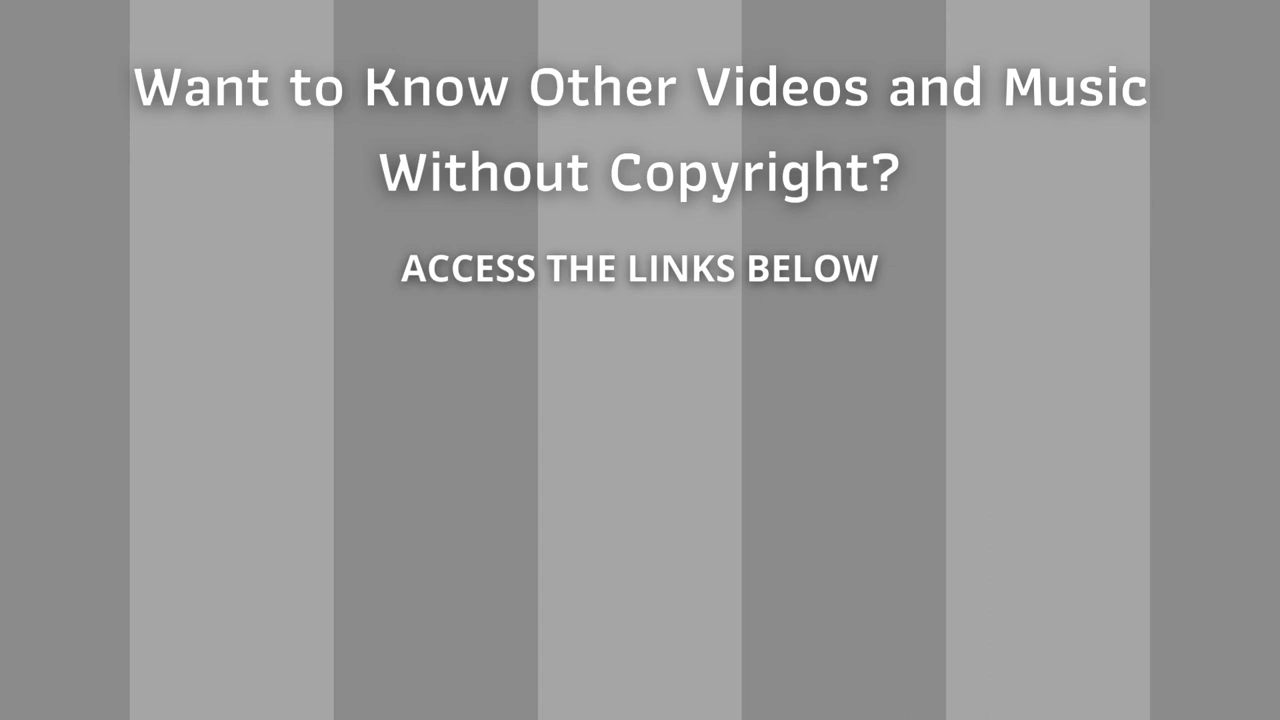 Want to Know Other Videos and Music
Without Copyright?
ACCESS THE LINKS BELOW